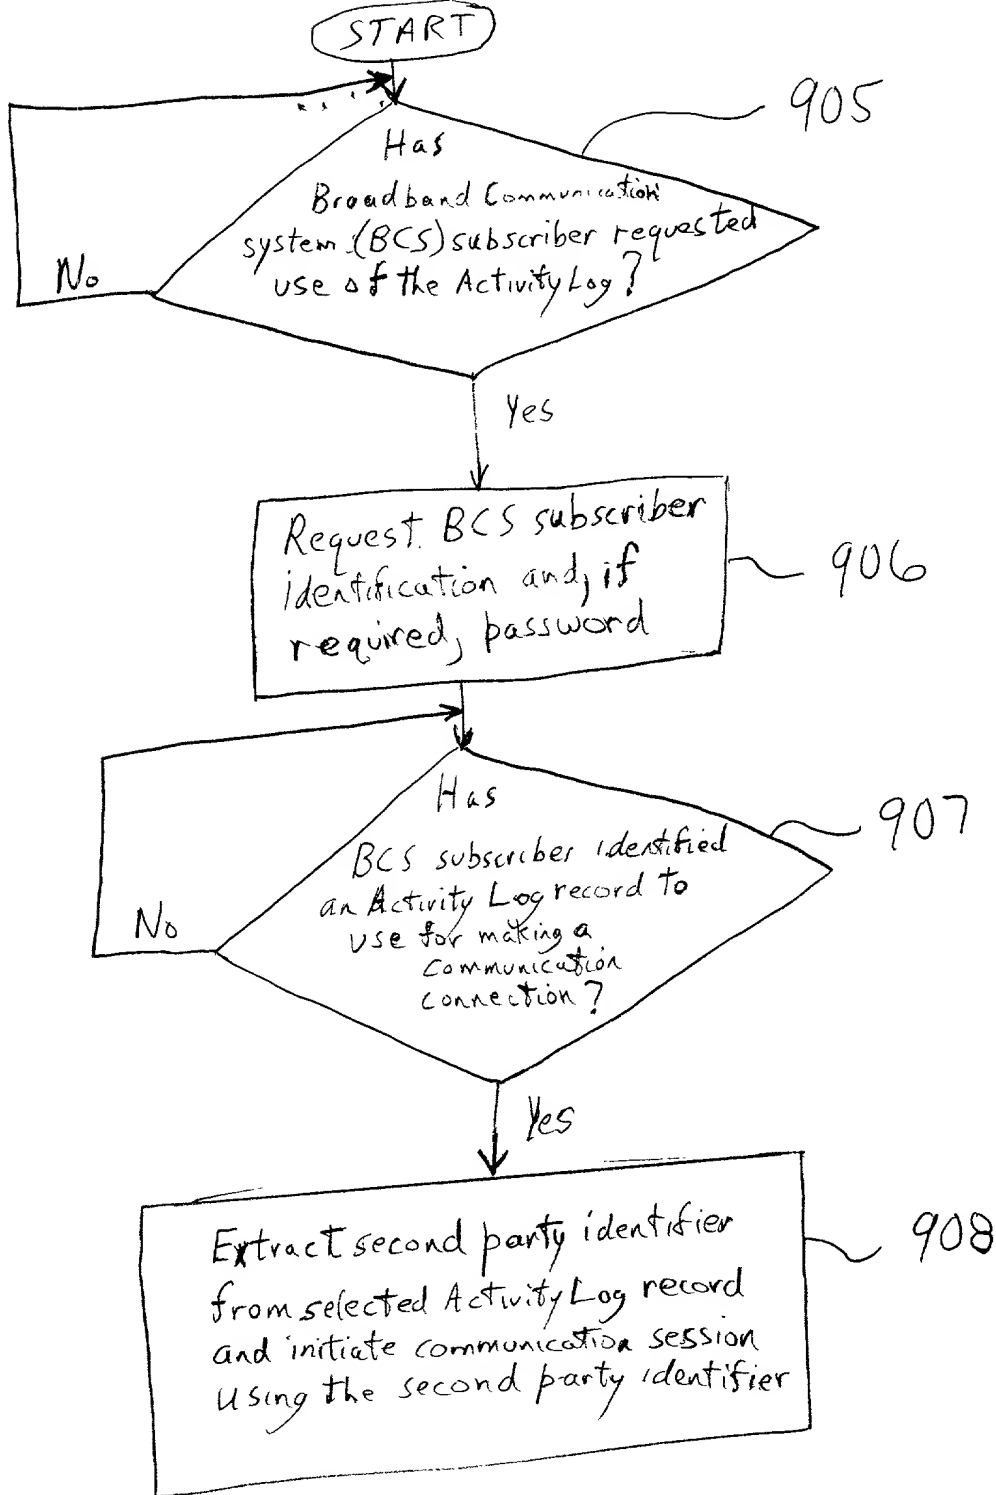 START
905
Has
Broadband Communication
system (BCS) subscriber requested
use of the Activity Log?
No
Yes
Request BCS subscriber
identification and, if
required, password
906
Has
BCS subscriber identified
an Activity Log record to
use for making a
communication
connection?
907
No
Yes
Extract second party identifier
from selected Activity Log record
and initiate communication session
using the second party identifier
908